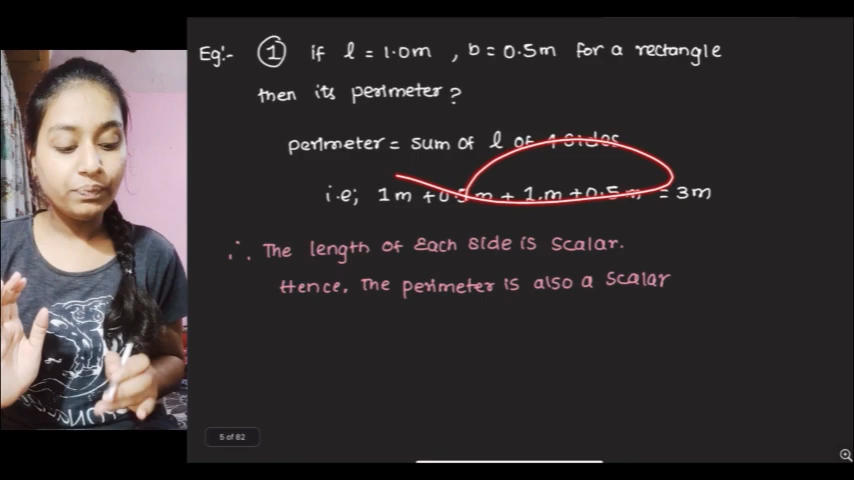 Eg:- ① if l = 1.0m , b = 0.5m for a rectangle
then its perimeter ?
perimeter = sum of l of 4 sides
i.e; 1m + 0.5m + 1m + 0.5m = 3m
∴ The length of Each side is scalar.
Hence, The perimeter is also a scalar
5 of 82